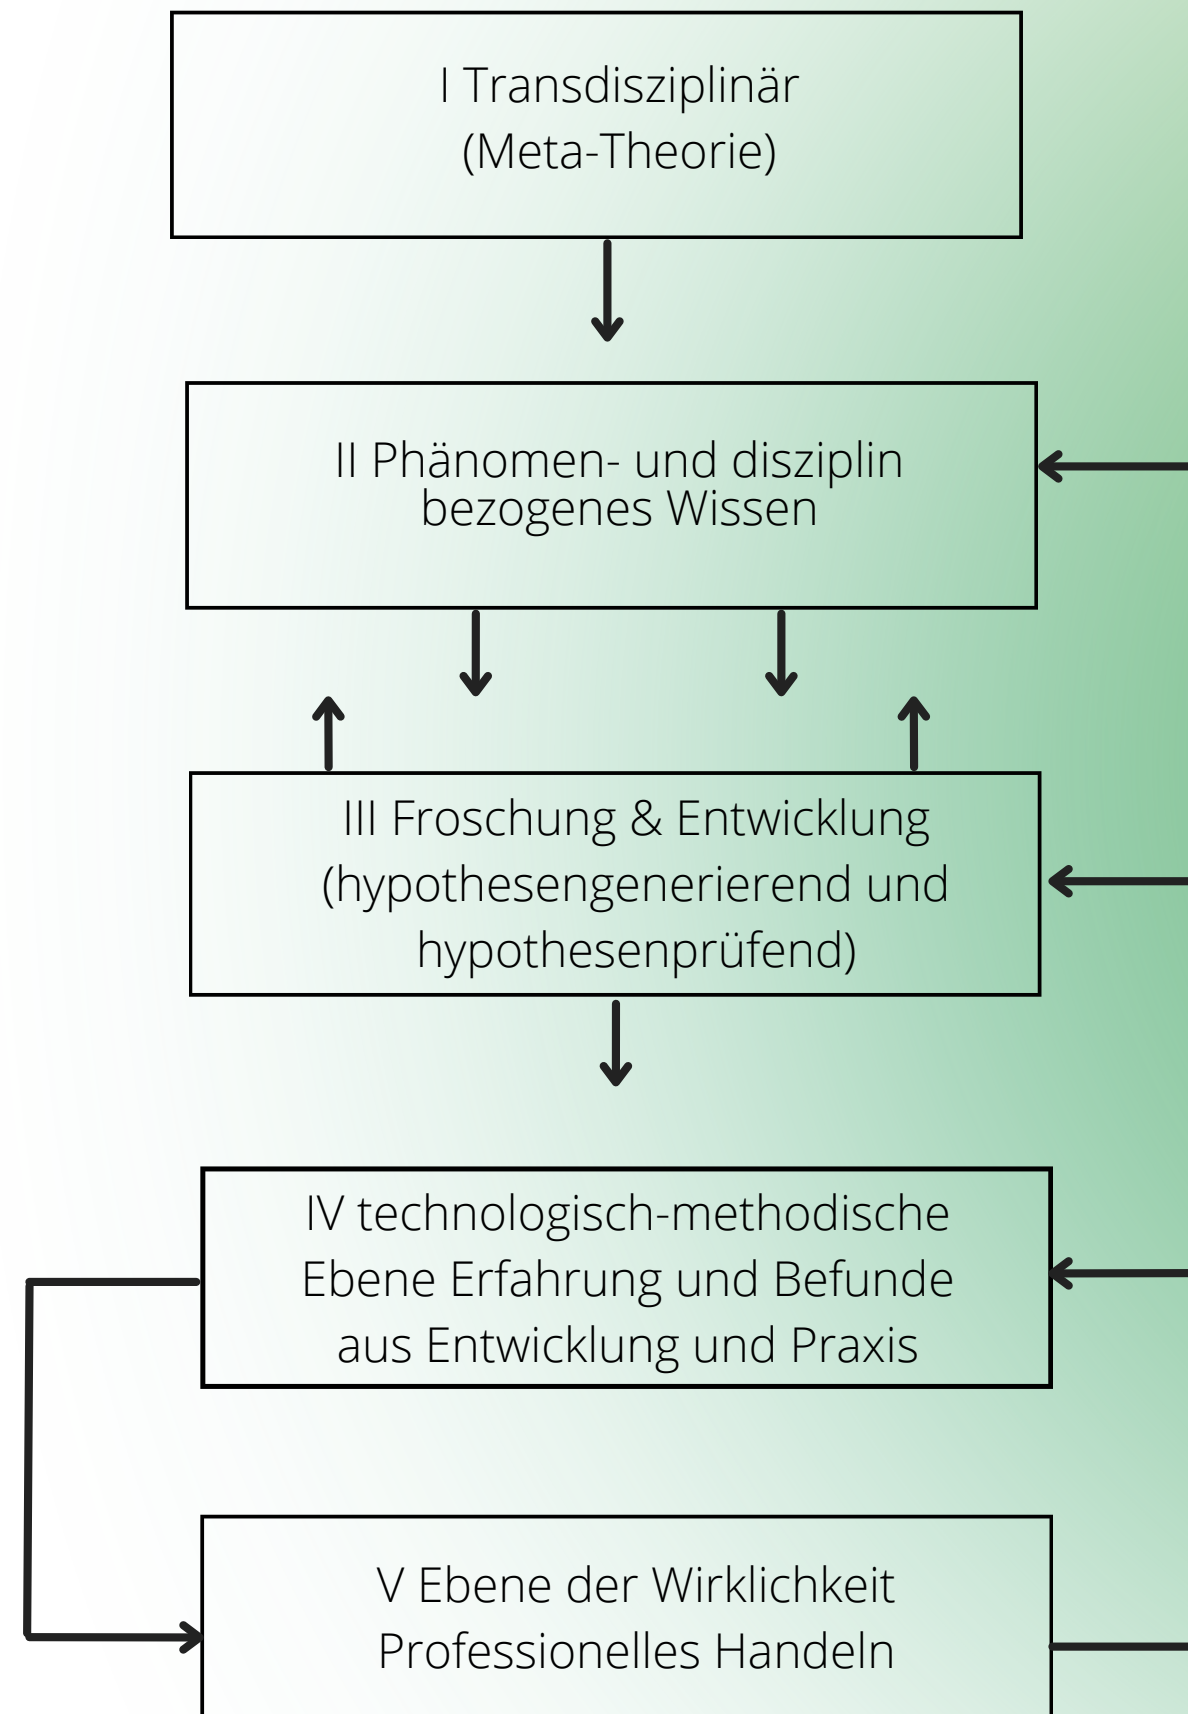 I Transdisziplinär
(Meta-Theorie)
II Phänomen- und disziplin
bezogenes Wissen
III Froschung & Entwicklung
(hypothesengenerierend und
hypothesenprüfend)
IV technologisch-methodische
Ebene Erfahrung und Befunde
aus Entwicklung und Praxis
V Ebene der Wirklichkeit
Professionelles Handeln